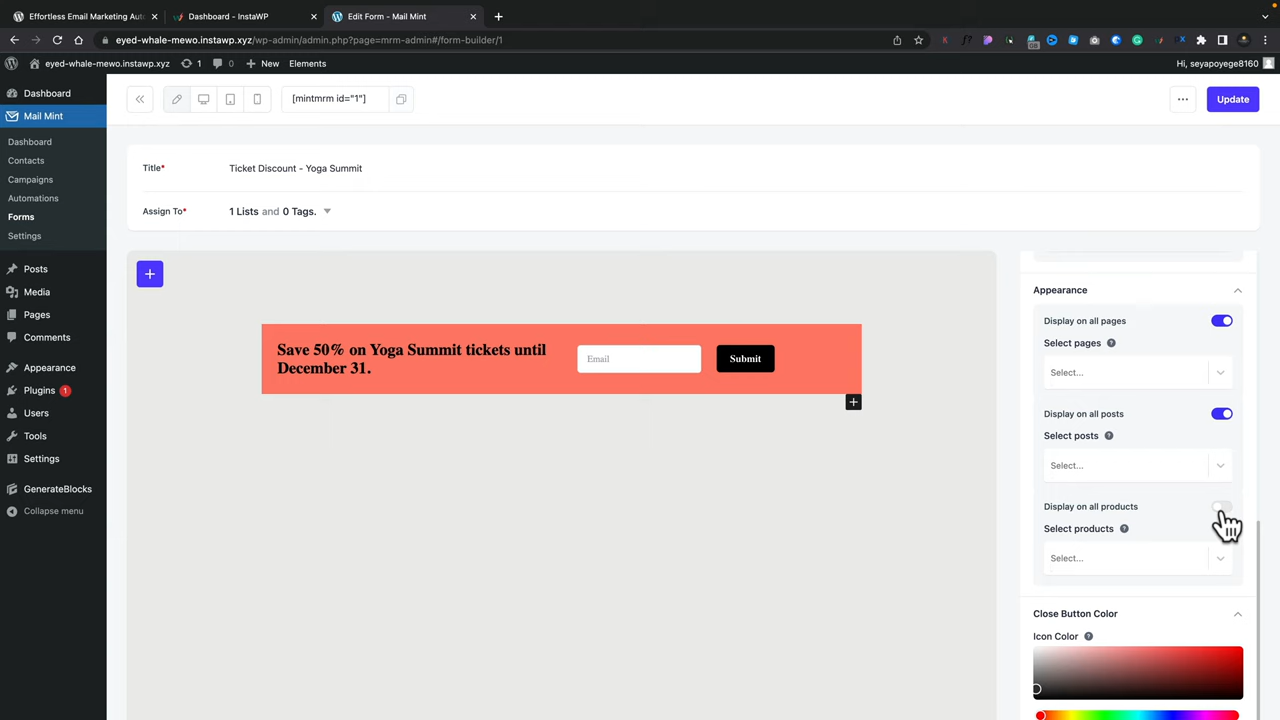 Effortless Email Marketing Aut
Dashboard - InstaWP
Edit Form - Mail Mint
eyed-whale-mewo.instawp.xyz/wp-admin/admin.php?page=mrm-admin#/form-builder/1
eyed-whale-mewo.instawp.xyz
1
0
New
Elements
Hi, seyapoyege8160
Dashboard
Mail Mint
Dashboard
Contacts
Campaigns
Automations
Forms
Settings
Posts
Media
Pages
Comments
Appearance
Plugins 1
Users
Tools
Settings
GenerateBlocks
Collapse menu
[mintmrm id="1"]
Update
Title*
Ticket Discount - Yoga Summit
Assign To*
1 Lists and 0 Tags.
Save 50% on Yoga Summit tickets until
December 31.
Email
Submit
Appearance
Display on all pages
Select pages
Select...
Display on all posts
Select posts
Select...
Display on all products
Select products
Select...
Close Button Color
Icon Color